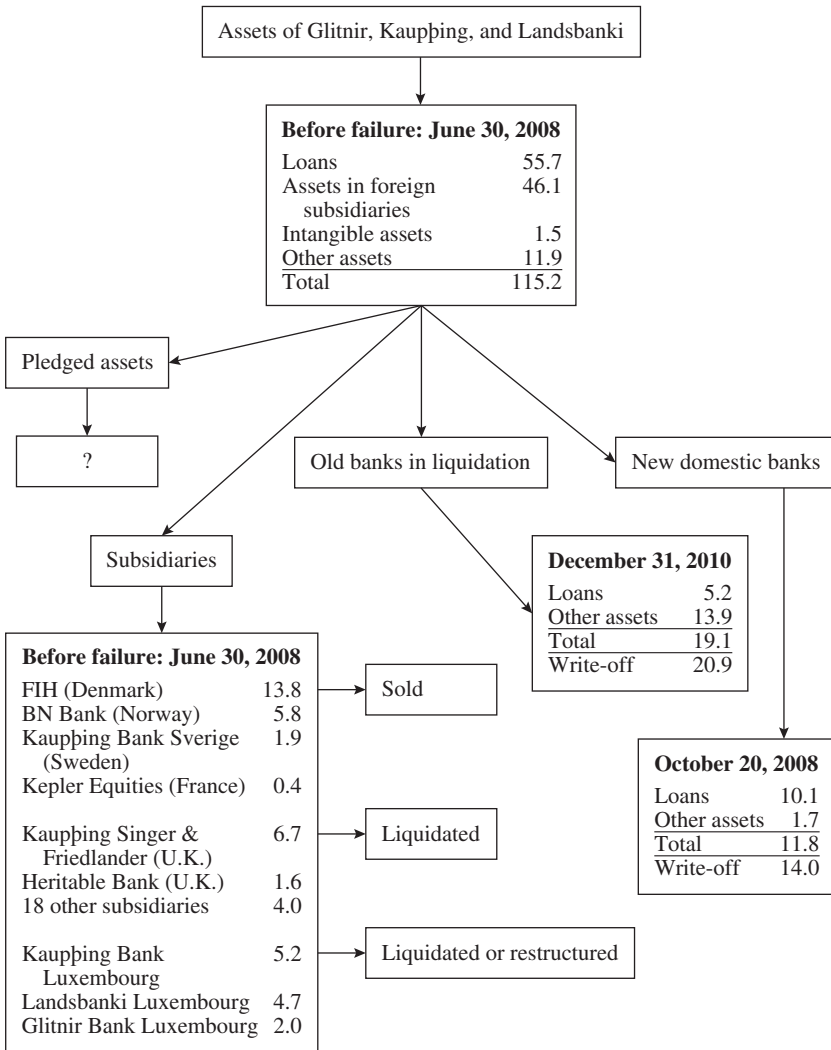 Assets of Glitnir, Kaupþing, and Landsbanki
Before failure: June 30, 2008
Loans 55.7
Assets in foreign 46.1
subsidiaries
Intangible assets 1.5
Other assets 11.9
Total 115.2
Pledged assets
?
Old banks in liquidation
New domestic banks
Subsidiaries
December 31, 2010
Loans 5.2
Other assets 13.9
Total 19.1
Write-off 20.9
Before failure: June 30, 2008
FIH (Denmark) 13.8
BN Bank (Norway) 5.8
Kaupþing Bank Sverige 1.9
(Sweden)
Kepler Equities (France) 0.4
Kaupþing Singer & 6.7
Friedlander (U.K.)
Heritable Bank (U.K.) 1.6
18 other subsidiaries 4.0
Kaupþing Bank 5.2
Luxembourg
Landsbanki Luxembourg 4.7
Glitnir Bank Luxembourg 2.0
Sold
Liquidated
Liquidated or restructured
October 20, 2008
Loans 10.1
Other assets 1.7
Total 11.8
Write-off 14.0